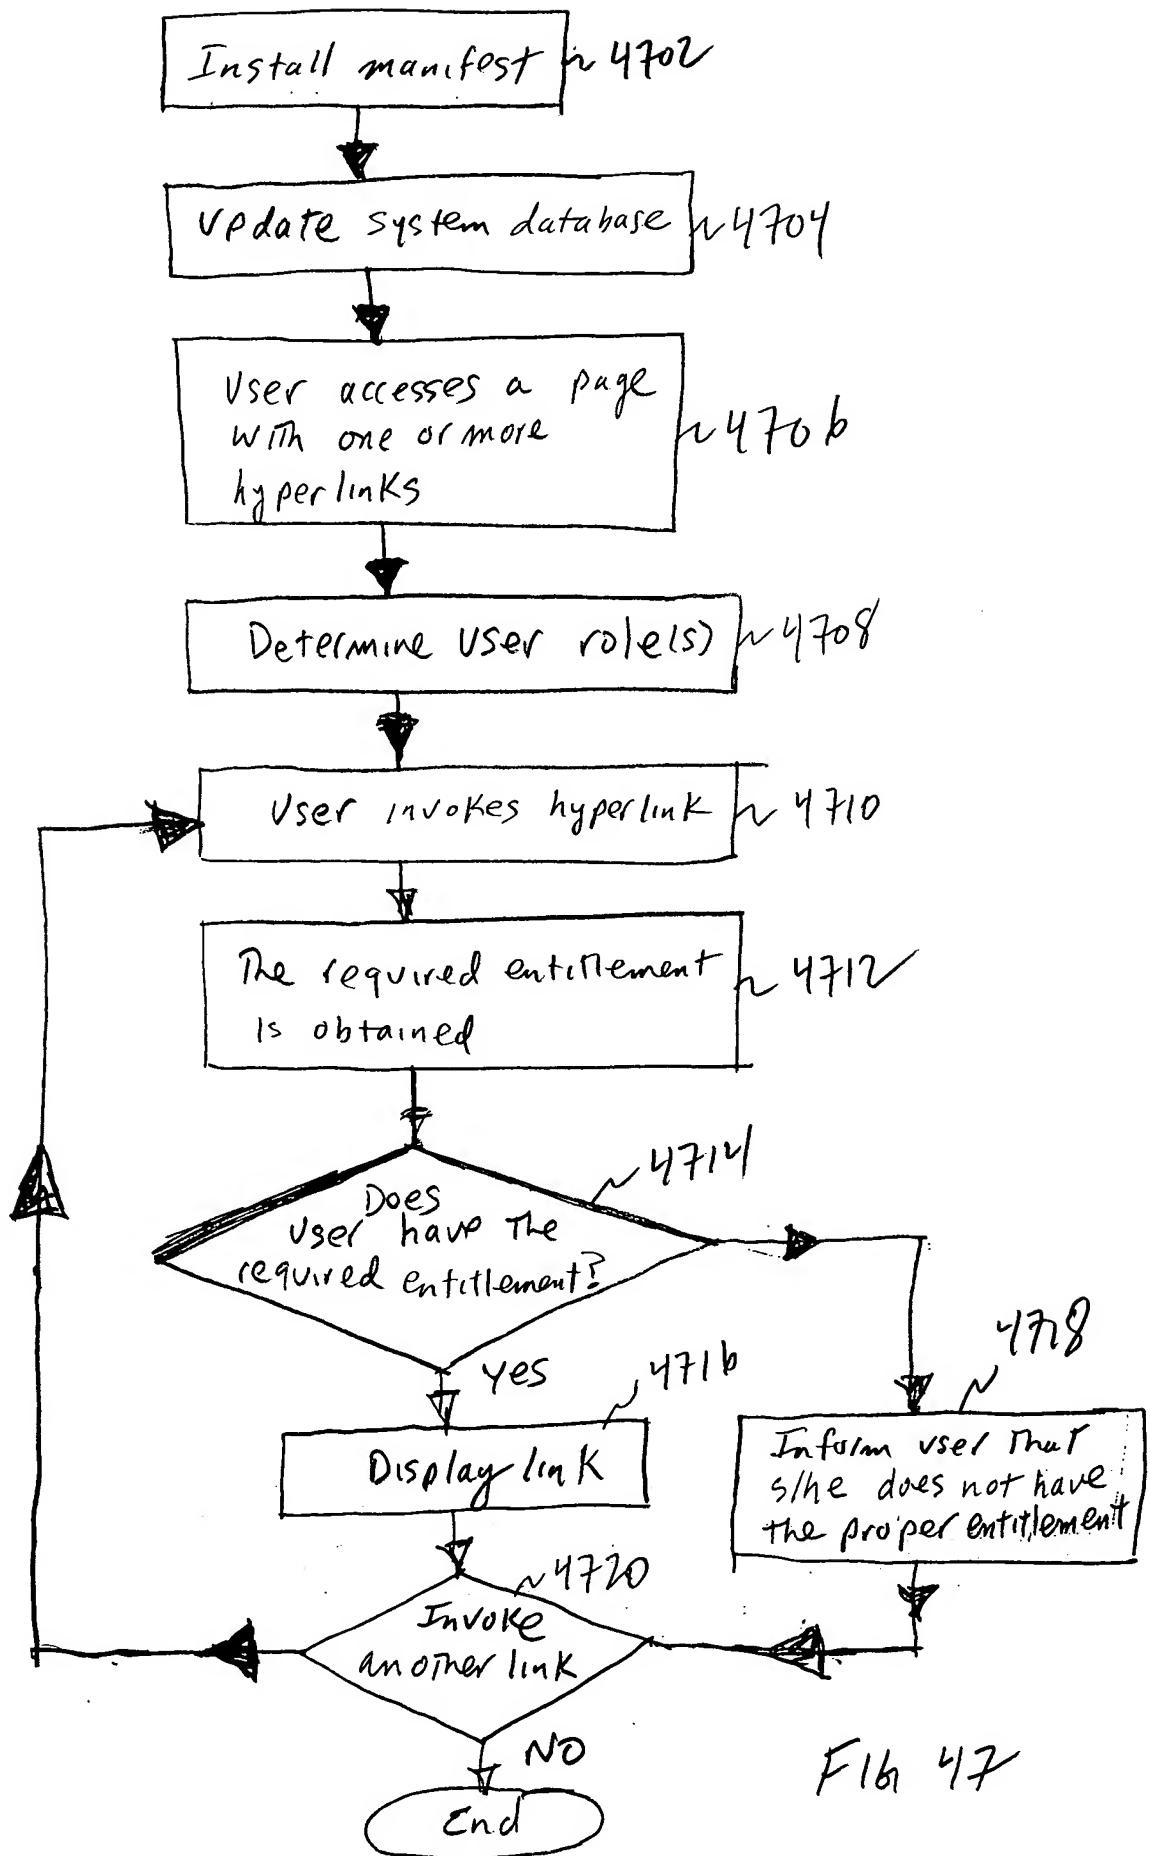 Install manifest 4702
Update system database 4704
User accesses a page
with one or more
hyperlinks
4706
Determine user role(s) 4708
User invokes hyperlink 4710
The required entitlement
is obtained
4712
4714
Does
user have the
required entitlement?
Yes
4716
4718
Display link
Inform user that
s/he does not have
the proper entitlement
4720
Invoke
another link
NO
End
FIG 47